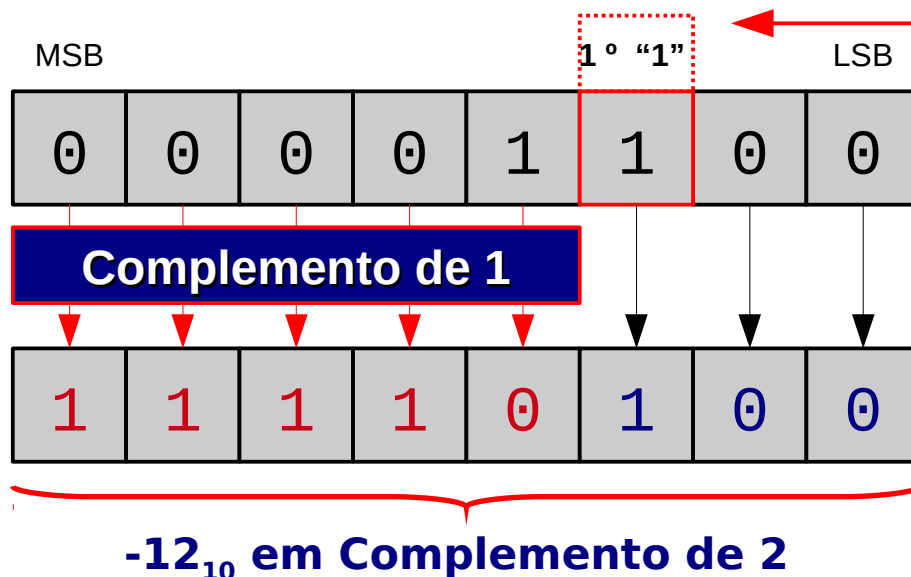 MSB 1 º “1” LSB
0 0 0 0 1 1 0 0
Complemento de 1
1 1 1 1 0 1 0 0
-12₁₀ em Complemento de 2